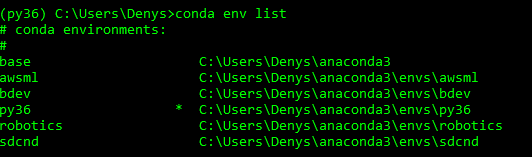 (py36) C:\Users\Denys>conda env list
# conda environments:
#
base                     C:\Users\Denys\anaconda3
awsml                    C:\Users\Denys\anaconda3\envs\awsml
bdev                     C:\Users\Denys\anaconda3\envs\bdev
py36                  *  C:\Users\Denys\anaconda3\envs\py36
robotics                 C:\Users\Denys\anaconda3\envs\robotics
sdcnd                    C:\Users\Denys\anaconda3\envs\sdcnd